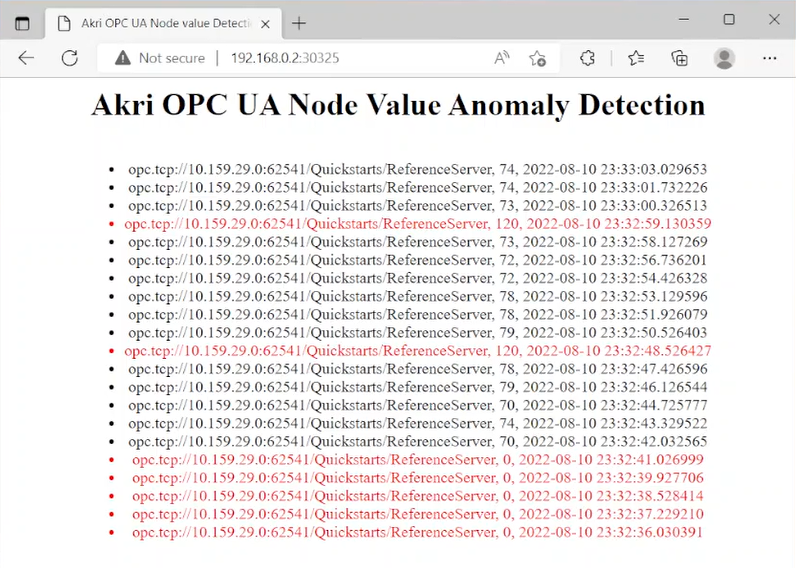 Akri OPC UA Node value Detecti
Not secure | 192.168.0.2:30325
Akri OPC UA Node Value Anomaly Detection
• opc.tcp://10.159.29.0:62541/Quickstarts/ReferenceServer, 74, 2022-08-10 23:33:03.029653
• opc.tcp://10.159.29.0:62541/Quickstarts/ReferenceServer, 74, 2022-08-10 23:33:01.732226
• opc.tcp://10.159.29.0:62541/Quickstarts/ReferenceServer, 73, 2022-08-10 23:33:00.326513
• opc.tcp://10.159.29.0:62541/Quickstarts/ReferenceServer, 120, 2022-08-10 23:32:59.130359
• opc.tcp://10.159.29.0:62541/Quickstarts/ReferenceServer, 73, 2022-08-10 23:32:58.127269
• opc.tcp://10.159.29.0:62541/Quickstarts/ReferenceServer, 72, 2022-08-10 23:32:56.736201
• opc.tcp://10.159.29.0:62541/Quickstarts/ReferenceServer, 72, 2022-08-10 23:32:54.426328
• opc.tcp://10.159.29.0:62541/Quickstarts/ReferenceServer, 78, 2022-08-10 23:32:53.129596
• opc.tcp://10.159.29.0:62541/Quickstarts/ReferenceServer, 78, 2022-08-10 23:32:51.926079
• opc.tcp://10.159.29.0:62541/Quickstarts/ReferenceServer, 79, 2022-08-10 23:32:50.526403
• opc.tcp://10.159.29.0:62541/Quickstarts/ReferenceServer, 120, 2022-08-10 23:32:48.526427
• opc.tcp://10.159.29.0:62541/Quickstarts/ReferenceServer, 78, 2022-08-10 23:32:47.426596
• opc.tcp://10.159.29.0:62541/Quickstarts/ReferenceServer, 79, 2022-08-10 23:32:46.126544
• opc.tcp://10.159.29.0:62541/Quickstarts/ReferenceServer, 70, 2022-08-10 23:32:44.725777
• opc.tcp://10.159.29.0:62541/Quickstarts/ReferenceServer, 74, 2022-08-10 23:32:43.329522
• opc.tcp://10.159.29.0:62541/Quickstarts/ReferenceServer, 70, 2022-08-10 23:32:42.032565
• opc.tcp://10.159.29.0:62541/Quickstarts/ReferenceServer, 0, 2022-08-10 23:32:41.026999
• opc.tcp://10.159.29.0:62541/Quickstarts/ReferenceServer, 0, 2022-08-10 23:32:39.927706
• opc.tcp://10.159.29.0:62541/Quickstarts/ReferenceServer, 0, 2022-08-10 23:32:38.528414
• opc.tcp://10.159.29.0:62541/Quickstarts/ReferenceServer, 0, 2022-08-10 23:32:37.229210
• opc.tcp://10.159.29.0:62541/Quickstarts/ReferenceServer, 0, 2022-08-10 23:32:36.030391